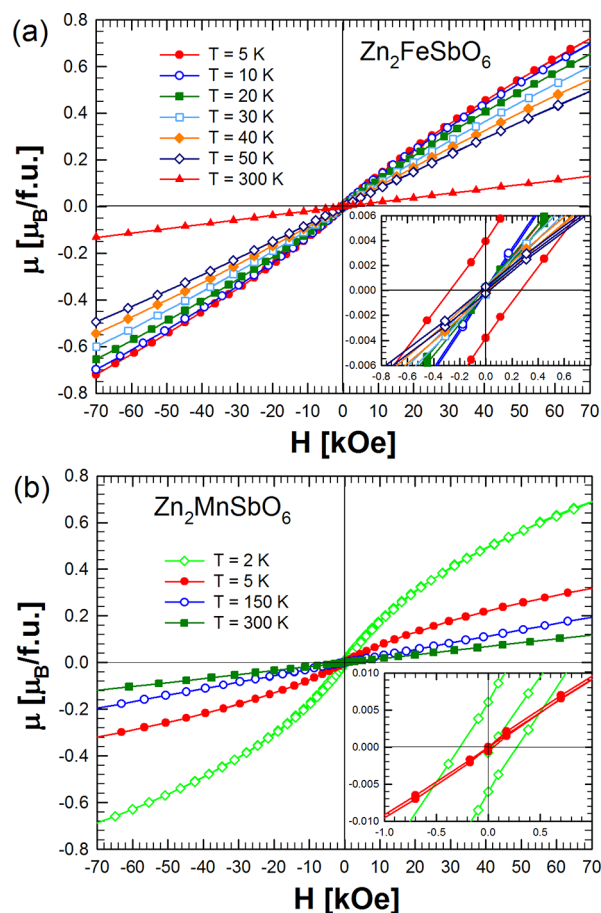 (a)
Zn₂FeSbO₆
T = 5 K
T = 10 K
T = 20 K
T = 30 K
T = 40 K
T = 50 K
T = 300 K
μ [μB/f.u.]
0.8
0.6
0.4
0.2
0.0
-0.2
-0.4
-0.6
-0.8
0.006
0.004
0.002
0.000
-0.002
-0.004
-0.006
-0.8 -0.6 -0.4 -0.2 0.0 0.2 0.4 0.6
-70 -60 -50 -40 -30 -20 -10 0 10 20 30 40 50 60 70
H [kOe]
(b)
Zn₂MnSbO₆
T = 2 K
T = 5 K
T = 150 K
T = 300 K
μ [μB/f.u.]
0.8
0.6
0.4
0.2
0.0
-0.2
-0.4
-0.6
-0.8
0.010
0.005
0.000
-0.005
-0.010
-1.0 -0.5 0.0 0.5
-70 -60 -50 -40 -30 -20 -10 0 10 20 30 40 50 60 70
H [kOe]